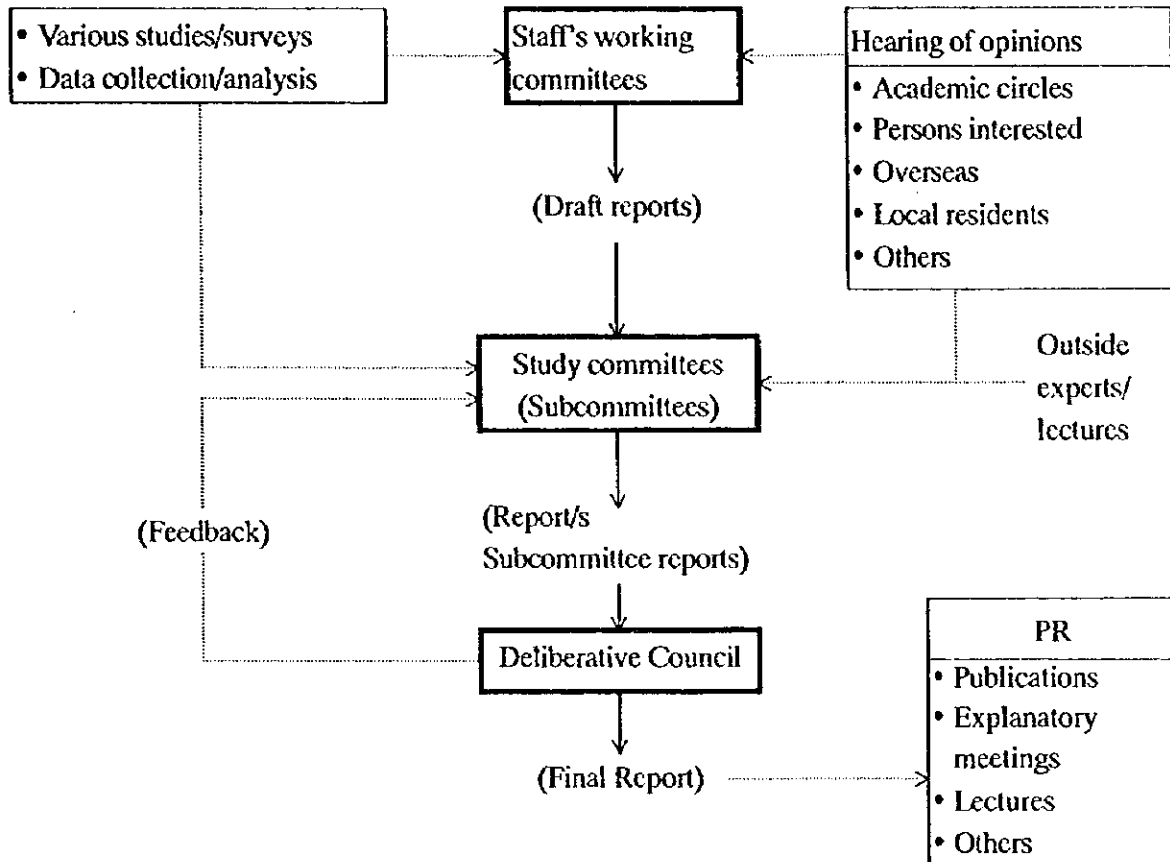 • Various studies/surveys
• Data collection/analysis
Staff's working
committees
Hearing of opinions
• Academic circles
• Persons interested
• Overseas
• Local residents
• Others
(Draft reports)
Study committees
(Subcommittees)
Outside
experts/
lectures
(Feedback)
(Report/s
Subcommittee reports)
Deliberative Council
(Final Report)
PR
• Publications
• Explanatory
meetings
• Lectures
• Others